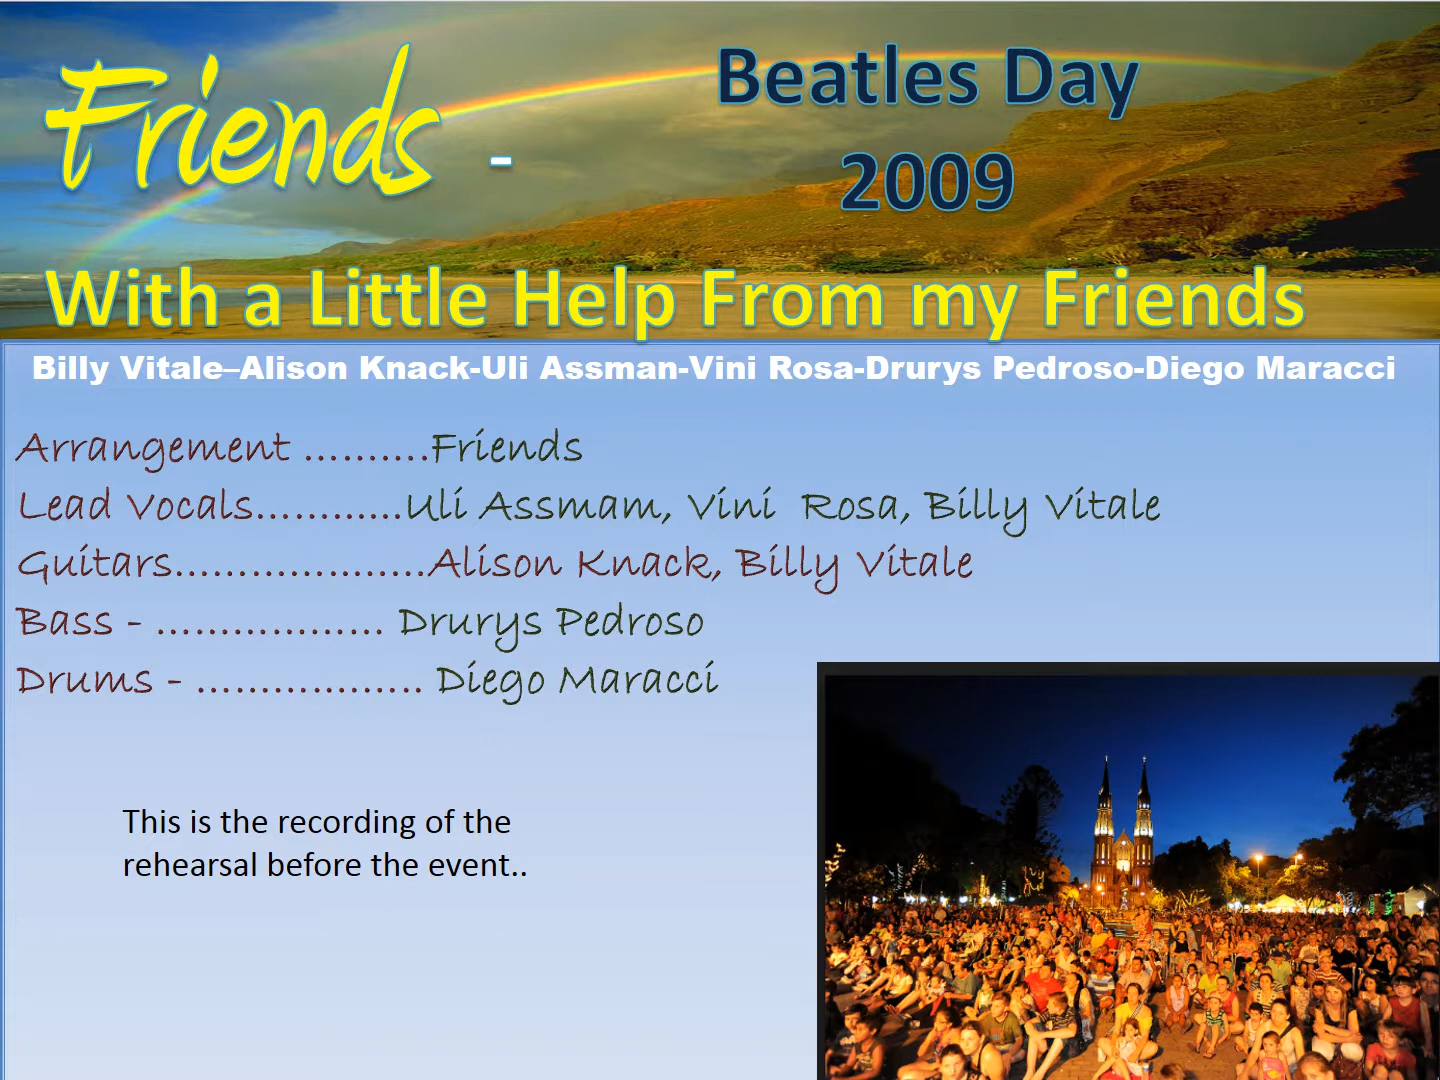 Friends -
Beatles Day
2009
With a Little Help From my Friends
Billy Vitale–Alison Knack-Uli Assman-Vini Rosa-Drurys Pedroso-Diego Maracci
Arrangement ..........Friends
Lead Vocals............Uli Assmam, Vini Rosa, Billy Vitale
Guitars....................Alison Knack, Billy Vitale
Bass - .................. Drurys Pedroso
Drums - .................. Diego Maracci
This is the recording of the
rehearsal before the event..